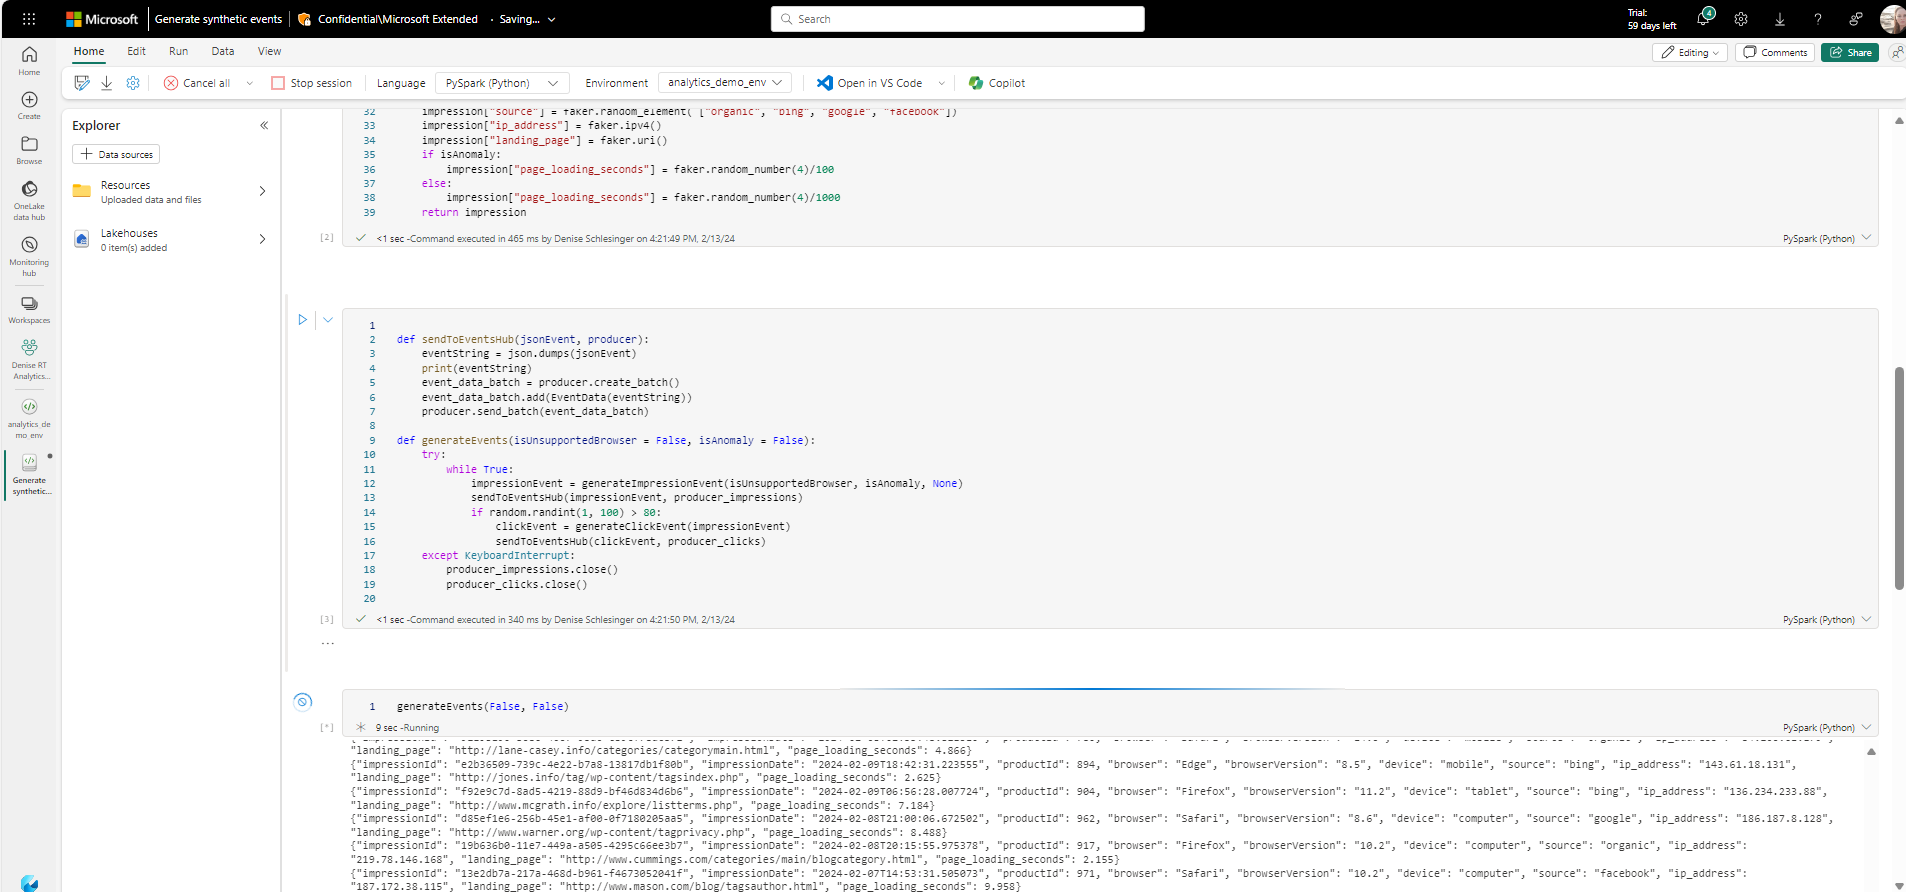 Microsoft
Generate synthetic events
Confidential\Microsoft Extended
· Saving...
Search
Trial:
59 days left
4
Home
Edit
Run
Data
View
Editing
Comments
Share
Cancel all
Stop session
Language
PySpark (Python)
Environment
analytics_demo_env
Open in VS Code
Copilot
Home
Create
Browse
OneLake
data hub
Monitoring
hub
Workspaces
Denise RT
Analytics...
analytics_de
mo_env
Generate
synthetic...
Explorer
Data sources
Resources
Uploaded data and files
Lakehouses
0 item(s) added
32 impression["source"] = faker.random_element( ["organic", "bing", "google", "facebook"])
33 impression["ip_address"] = faker.ipv4()
34 impression["landing_page"] = faker.uri()
35 if isAnomaly:
36 impression["page_loading_seconds"] = faker.random_number(4)/100
37 else:
38 impression["page_loading_seconds"] = faker.random_number(4)/1000
39 return impression
[2]
<1 sec -Command executed in 465 ms by Denise Schlesinger on 4:21:49 PM, 2/13/24
PySpark (Python)
1
2 def sendToEventsHub(jsonEvent, producer):
3 eventString = json.dumps(jsonEvent)
4 print(eventString)
5 event_data_batch = producer.create_batch()
6 event_data_batch.add(EventData(eventString))
7 producer.send_batch(event_data_batch)
8
9 def generateEvents(isUnsupportedBrowser = False, isAnomaly = False):
10 try:
11 while True:
12 impressionEvent = generateImpressionEvent(isUnsupportedBrowser, isAnomaly, None)
13 sendToEventsHub(impressionEvent, producer_impressions)
14 if random.randint(1, 100) > 80:
15 clickEvent = generateClickEvent(impressionEvent)
16 sendToEventsHub(clickEvent, producer_clicks)
17 except KeyboardInterrupt:
18 producer_impressions.close()
19 producer_clicks.close()
20
[3]
<1 sec -Command executed in 340 ms by Denise Schlesinger on 4:21:50 PM, 2/13/24
PySpark (Python)
...
1 generateEvents(False, False)
[*]
9 sec -Running
PySpark (Python)
"landing_page": "http://lane-casey.info/categories/categorymain.html", "page_loading_seconds": 4.866}
{"impressionId": "e2b36509-739c-4e22-b7a8-13817db1f80b", "impressionDate": "2024-02-09T18:42:31.223555", "productId": 894, "browser": "Edge", "browserVersion": "8.5", "device": "mobile", "source": "bing", "ip_address": "143.61.18.131",
"landing_page": "http://jones.info/tag/wp-content/tagsindex.php", "page_loading_seconds": 2.625}
{"impressionId": "f92e9c7d-8ad5-4219-88d9-bf46d834d6b6", "impressionDate": "2024-02-09T06:56:28.007724", "productId": 904, "browser": "Firefox", "browserVersion": "11.2", "device": "tablet", "source": "bing", "ip_address": "136.234.233.88",
"landing_page": "http://www.mcgrath.info/explore/listterms.php", "page_loading_seconds": 7.184}
{"impressionId": "d85ef1e6-256b-45e1-af00-0f7180205aa5", "impressionDate": "2024-02-08T21:00:06.672502", "productId": 962, "browser": "Safari", "browserVersion": "8.6", "device": "computer", "source": "google", "ip_address": "186.187.8.128",
"landing_page": "http://www.warner.org/wp-content/tagprivacy.php", "page_loading_seconds": 8.488}
{"impressionId": "19b636b0-11e7-449a-a505-4295c66ee3b7", "impressionDate": "2024-02-08T20:15:55.975378", "productId": 917, "browser": "Firefox", "browserVersion": "10.2", "device": "computer", "source": "organic", "ip_address":
"219.78.146.168", "landing_page": "http://www.cummings.com/categories/main/blogcategory.html", "page_loading_seconds": 2.155}
{"impressionId": "13e2db7a-217a-468d-b961-f4673052041f", "impressionDate": "2024-02-07T14:53:31.505073", "productId": 971, "browser": "Safari", "browserVersion": "10.2", "device": "computer", "source": "facebook", "ip_address":
"187.172.38.115", "landing_page": "http://www.mason.com/blog/tagsauthor.html", "page_loading_seconds": 9.958}